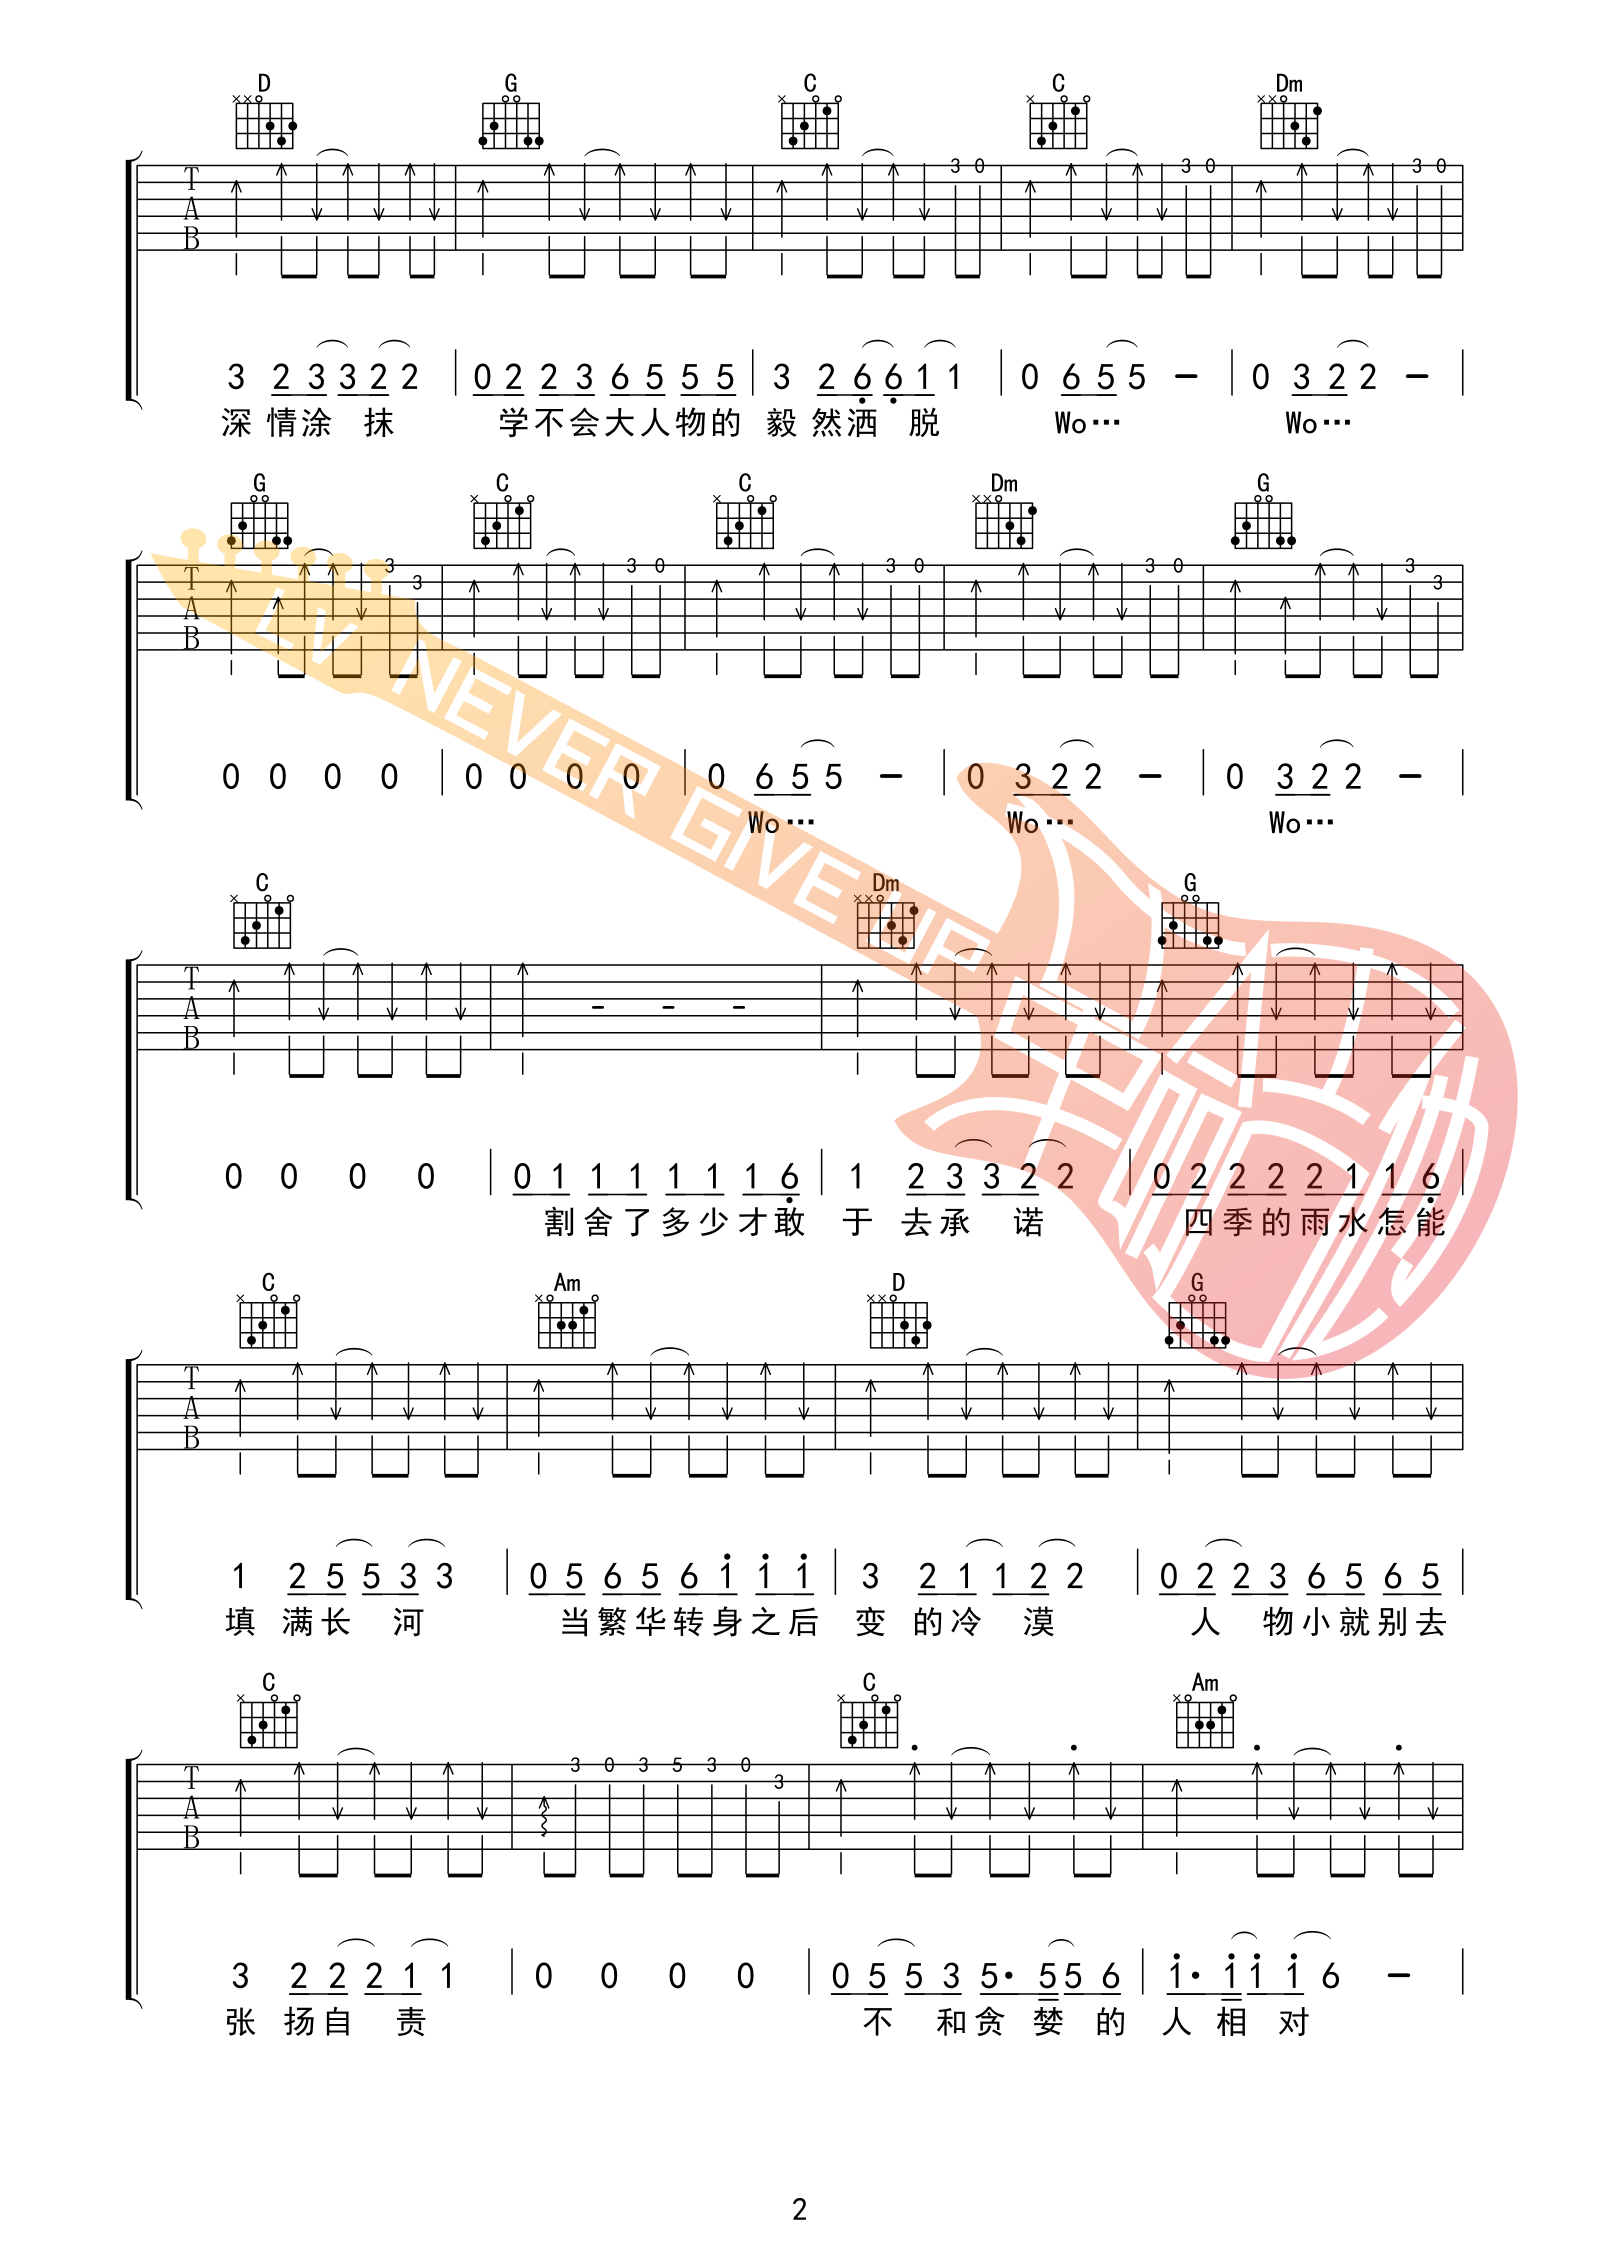 D G C C Dm
T A B 3 0 3 0 3 0
3 2 3 3 2 2 0 2 2 3 6 5 5 5 3 2 6 6 1 1 0 6 5 5 - 0 3 2 2 -
深 情 涂 抹 学 不 会 大 人 物 的 毅 然 洒 脱 Wo… Wo…
G C C Dm G
T A B 3 3 3 0 3 0 3 0 3 3
0 0 0 0 0 0 0 0 0 6 5 5 - 0 3 2 2 - 0 3 2 2 -
Wo… Wo… Wo…
C Dm G
T A B - - -
0 0 0 0 0 1 1 1 1 1 1 6 1 2 3 3 2 2 0 2 2 2 2 1 1 6
割 舍 了 多 少 才 敢 于 去 承 诺 四 季 的 雨 水 怎 能
C Am D G
T A B
1 2 5 5 3 3 0 5 6 5 6 1 1 1 3 2 1 1 2 2 0 2 2 3 6 5 6 5
填 满 长 河 当 繁 华 转 身 之 后 变 的 冷 漠 人 物 小 就 别 去
C C Am
T A B 3 0 3 5 3 0 3
3 2 2 2 1 1 0 0 0 0 0 5 5 3 5· 5 5 6 1· 1 1 1 6 -
张 扬 自 责 不 和 贪 婪 的 人 相 对
LV NEVER GIVE UP
2